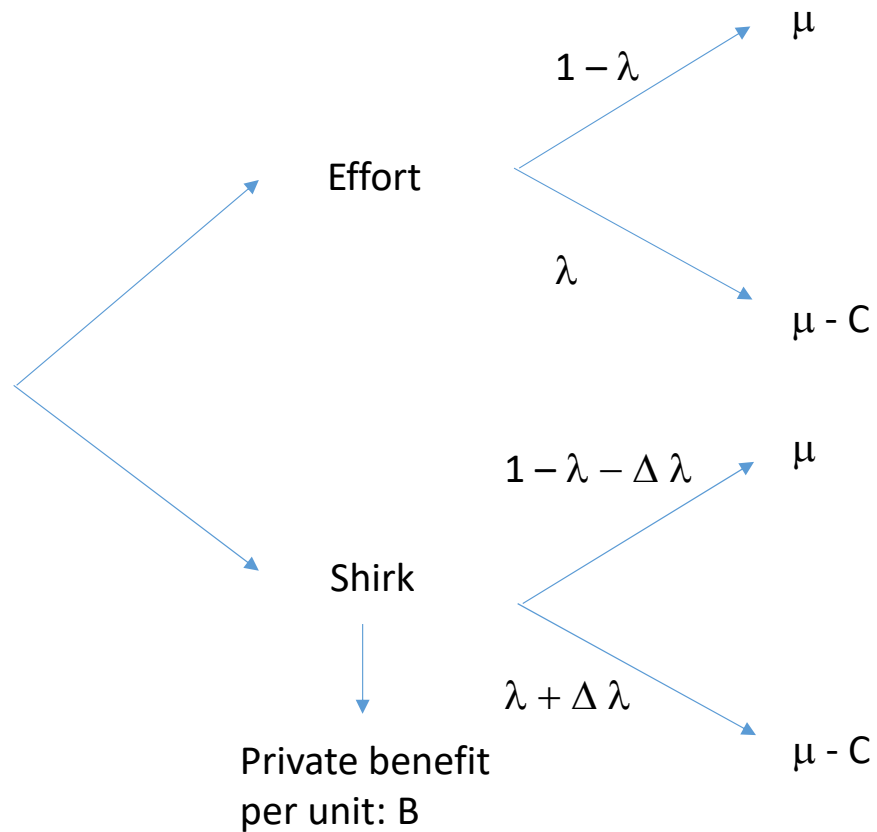 μ
1 – λ
Effort
λ
μ - C
μ
1 – λ – Δ λ
Shirk
λ + Δ λ
μ - C
Private benefit
per unit: B